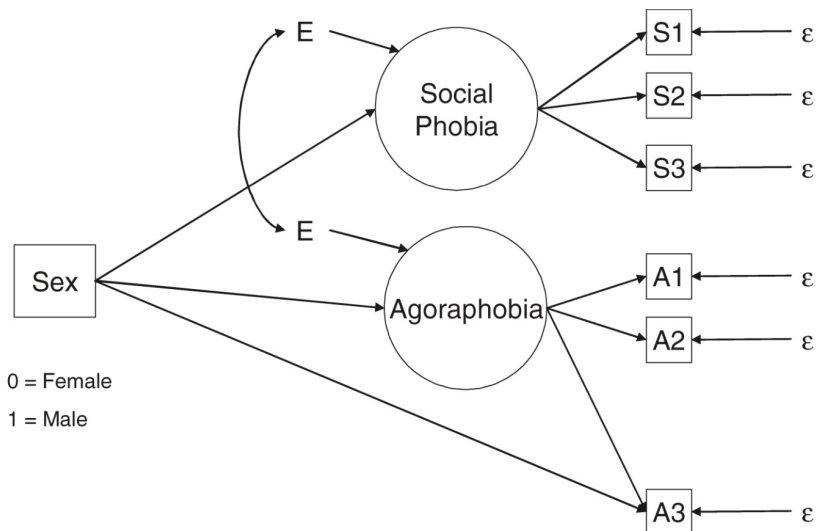 E
Social
Phobia
S1
ε
S2
ε
S3
ε
E
Sex
Agoraphobia
A1
ε
A2
ε
0 = Female
1 = Male
A3
ε